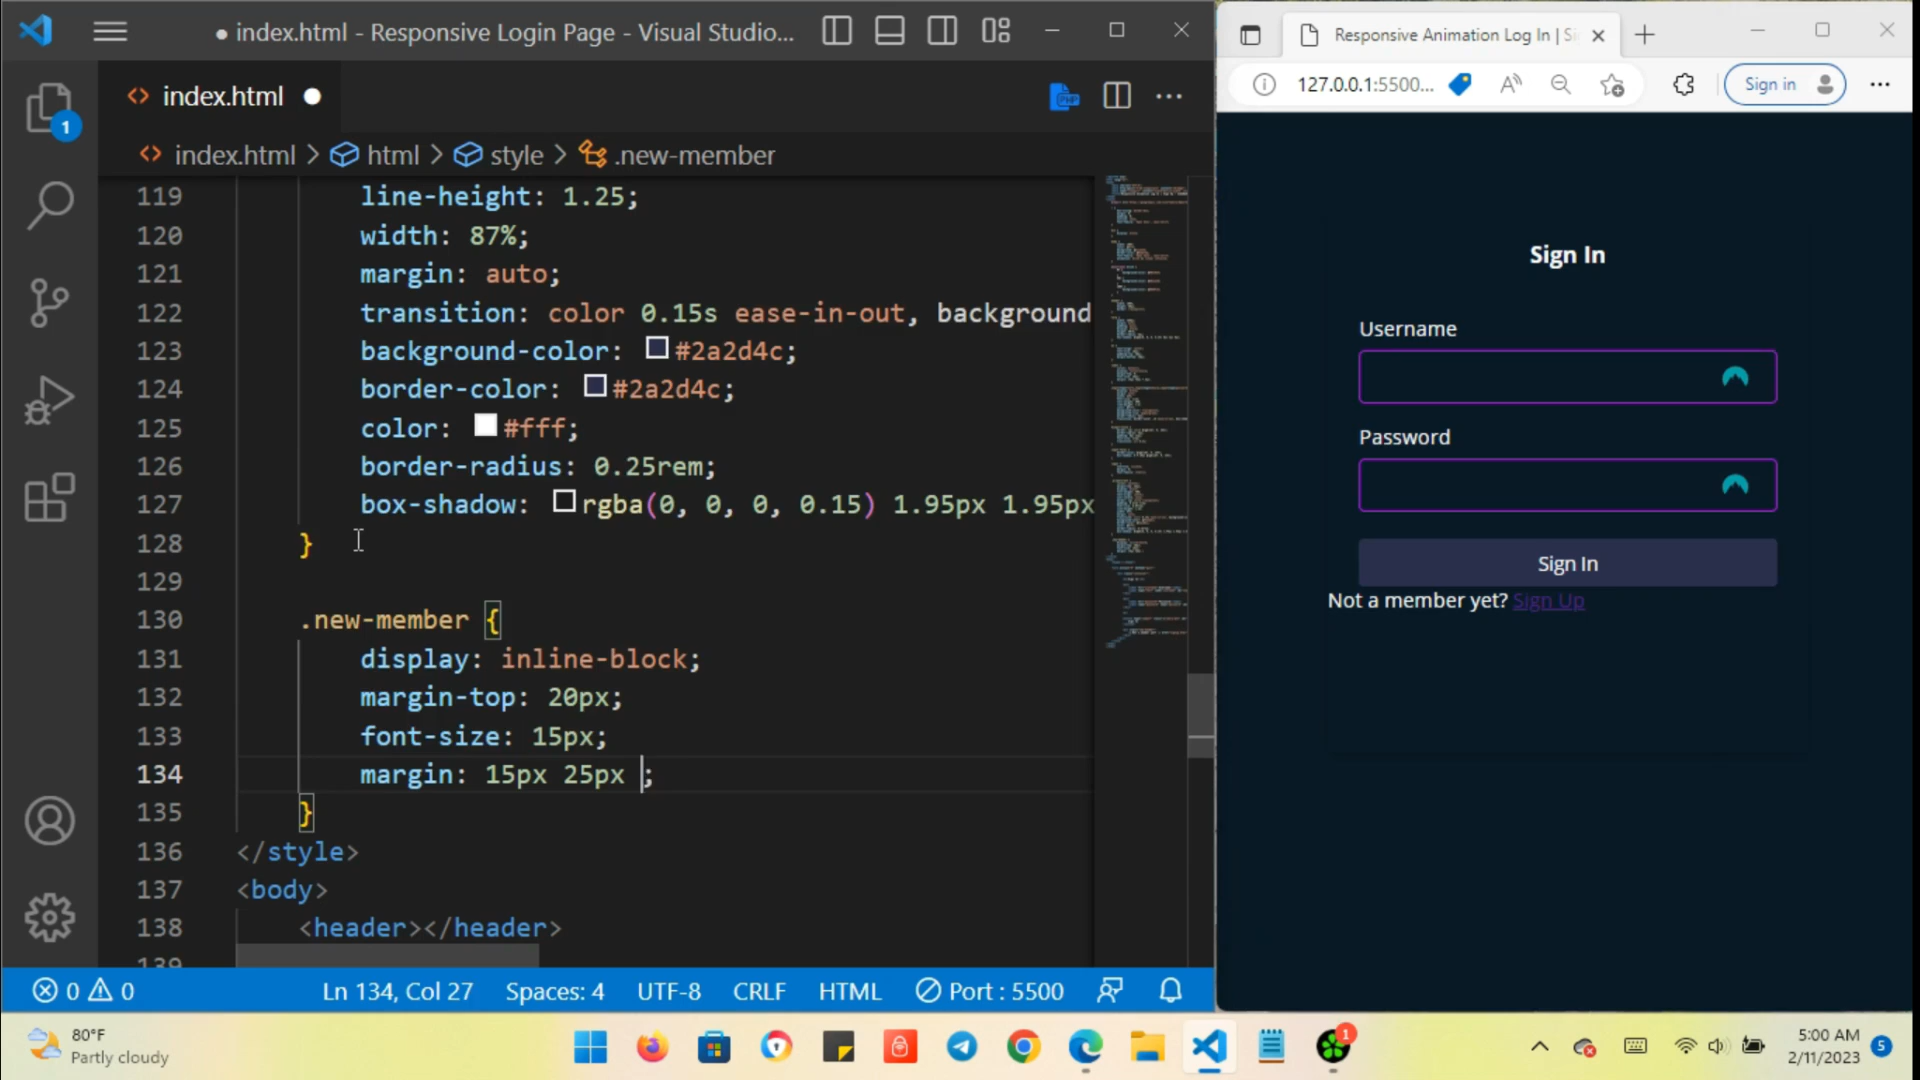 ● index.html - Responsive Login Page - Visual Studio...
<> index.html ●
PHP
1
<> index.html > html > style > .new-member
119 line-height: 1.25;
120 width: 87%;
121 margin: auto;
122 transition: color 0.15s ease-in-out, background
123 background-color: #2a2d4c;
124 border-color: #2a2d4c;
125 color: #fff;
126 border-radius: 0.25rem;
127 box-shadow: rgba(0, 0, 0, 0.15) 1.95px 1.95px
128 }
129
130 .new-member {
131 display: inline-block;
132 margin-top: 20px;
133 font-size: 15px;
134 margin: 15px 25px ;
135 }
136 </style>
137 <body>
138 <header></header>
139
0 0 Ln 134, Col 27 Spaces: 4 UTF-8 CRLF HTML Port : 5500
Responsive Animation Log In | Si
127.0.0.1:5500... Sign in
Sign In
Username
Password
Sign In
Not a member yet? Sign Up
80°F
Partly cloudy
1
5:00 AM
2/11/2023
5